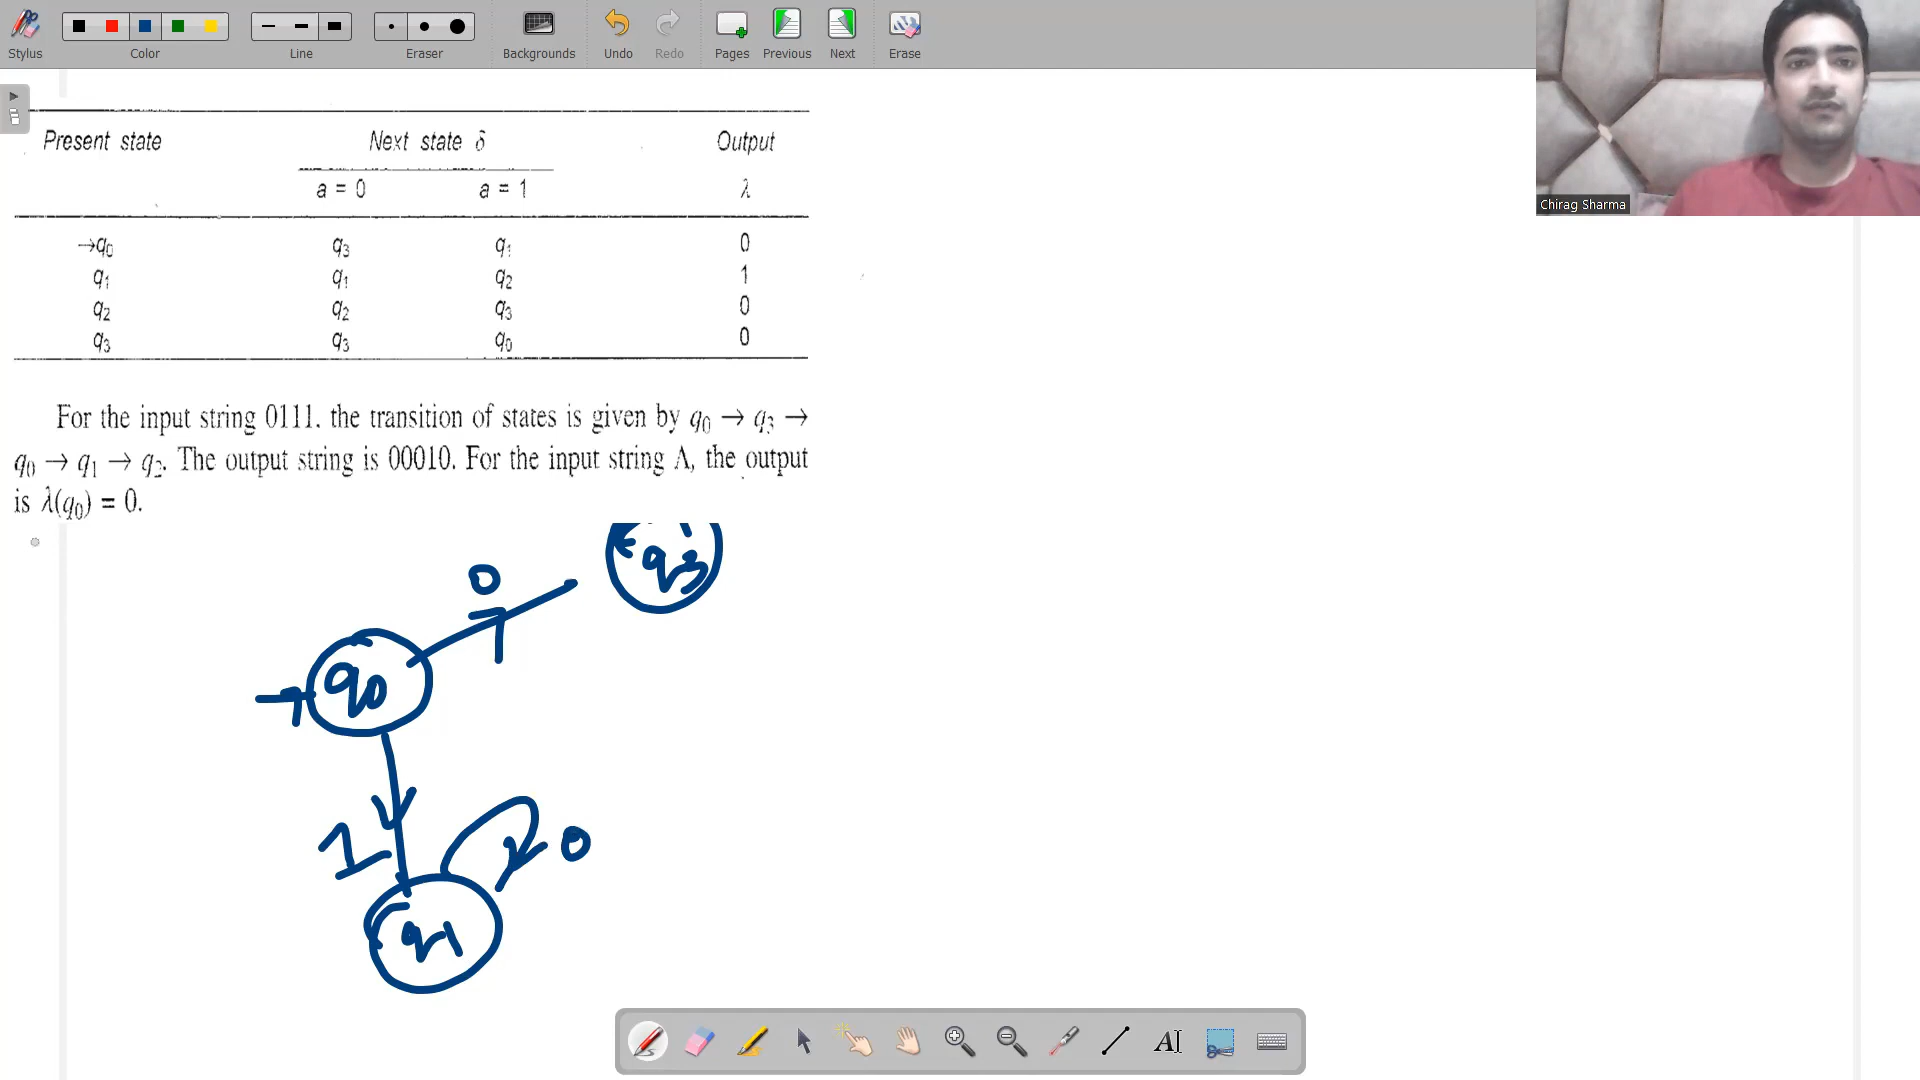 Stylus Color Line Eraser Backgrounds Undo Redo Pages Previous Next Erase
Chirag Sharma
Present state Next state δ Output
a = 0 a = 1 λ
→q₀ q₃ q₁ 0
q₁ q₁ q₂ 1
q₂ q₂ q₃ 0
q₃ q₃ q₀ 0
For the input string 0111. the transition of states is given by q₀ → q₃ →
q₀ → q₁ → q₂. The output string is 00010. For the input string Λ, the output
is λ(q₀) = 0.
q3
0
q0
1
0
q1
A